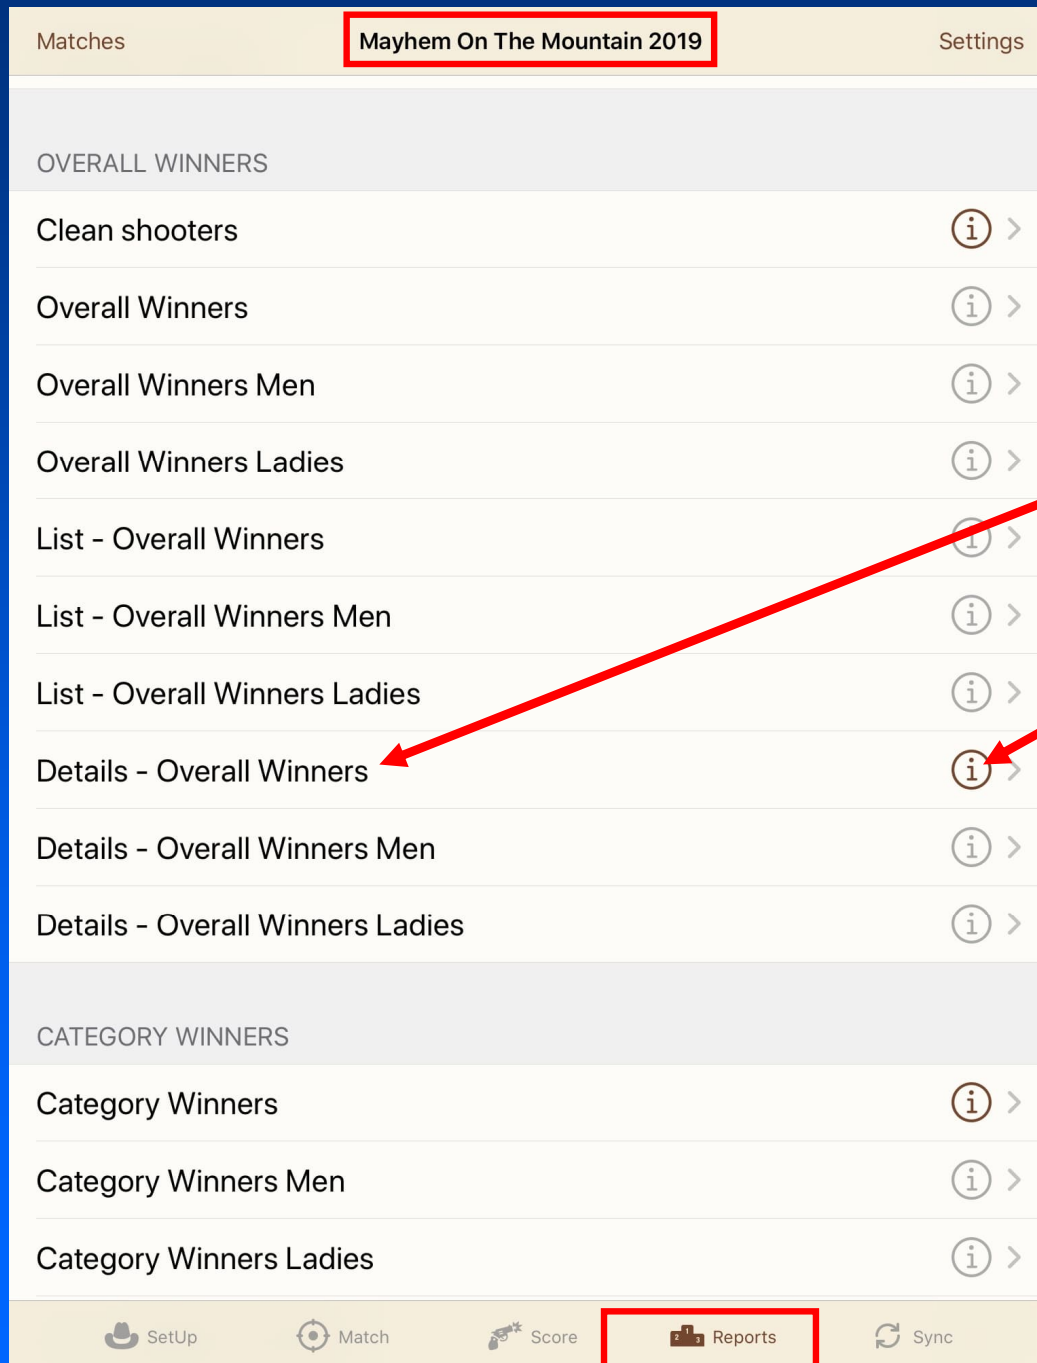 Matches Mayhem On The Mountain 2019 Settings
OVERALL WINNERS
Clean shooters
Overall Winners
Overall Winners Men
Overall Winners Ladies
List - Overall Winners
List - Overall Winners Men
List - Overall Winners Ladies
Details - Overall Winners
Details - Overall Winners Men
Details - Overall Winners Ladies
CATEGORY WINNERS
Category Winners
Category Winners Men
Category Winners Ladies
SetUp Match Score Reports Sync